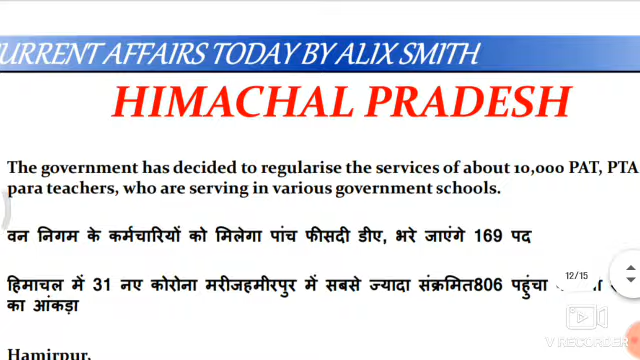 CURRENT AFFAIRS TODAY BY ALIX SMITH
HIMACHAL PRADESH
The government has decided to regularise the services of about 10,000 PAT, PTA
para teachers, who are serving in various government schools.
वन निगम के कर्मचारियों को मिलेगा पांच फीसदी डीए, भरे जाएंगे 169 पद
हिमाचल में 31 नए कोरोना मरीजहमीरपुर में सबसे ज्यादा संक्रमित806 पहुंचा
12/15
का आंकड़ा
V RECORDER
Hamirpur.